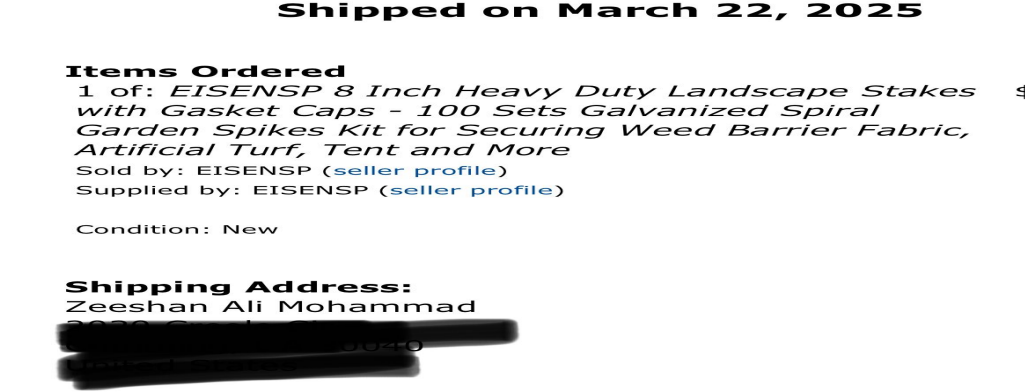 Shipped on March 22, 2025
Items Ordered
1 of: EISENSP 8 Inch Heavy Duty Landscape Stakes $
with Gasket Caps - 100 Sets Galvanized Spiral
Garden Spikes Kit for Securing Weed Barrier Fabric,
Artificial Turf, Tent and More
Sold by: EISENSP (seller profile)
Supplied by: EISENSP (seller profile)
Condition: New
Shipping Address:
Zeeshan Ali Mohammad